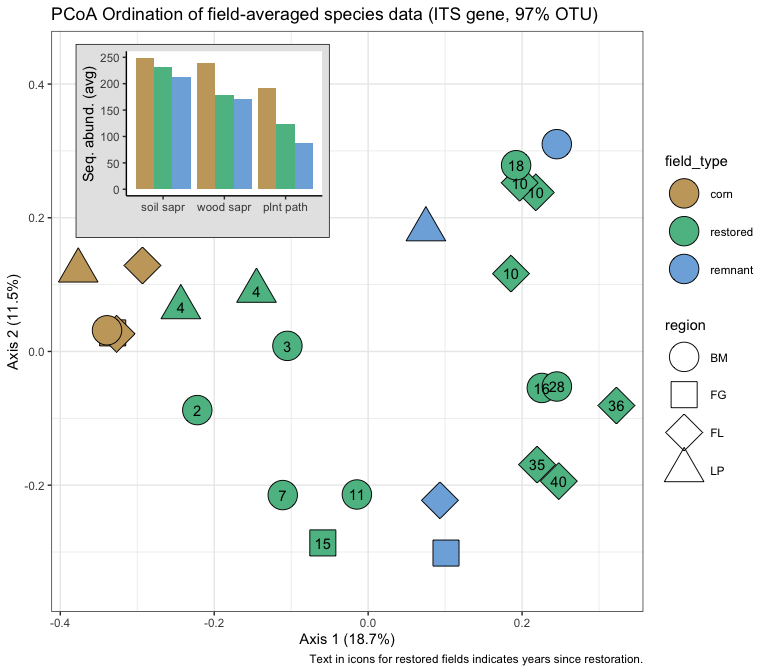 PCoA Ordination of field-averaged species data (ITS gene, 97% OTU)
Axis 2 (11.5%)
0.4
0.2
0.0
-0.2
-0.4
-0.2
0.0
0.2
Axis 1 (18.7%)
Text in icons for restored fields indicates years since restoration.
Seq. abund. (avg)
250
200
150
100
50
0
soil sapr
wood sapr
plnt path
18
10
10
10
4
4
3
2
16
28
36
35
40
7
11
15
field_type
corn
restored
remnant
region
BM
FG
FL
LP